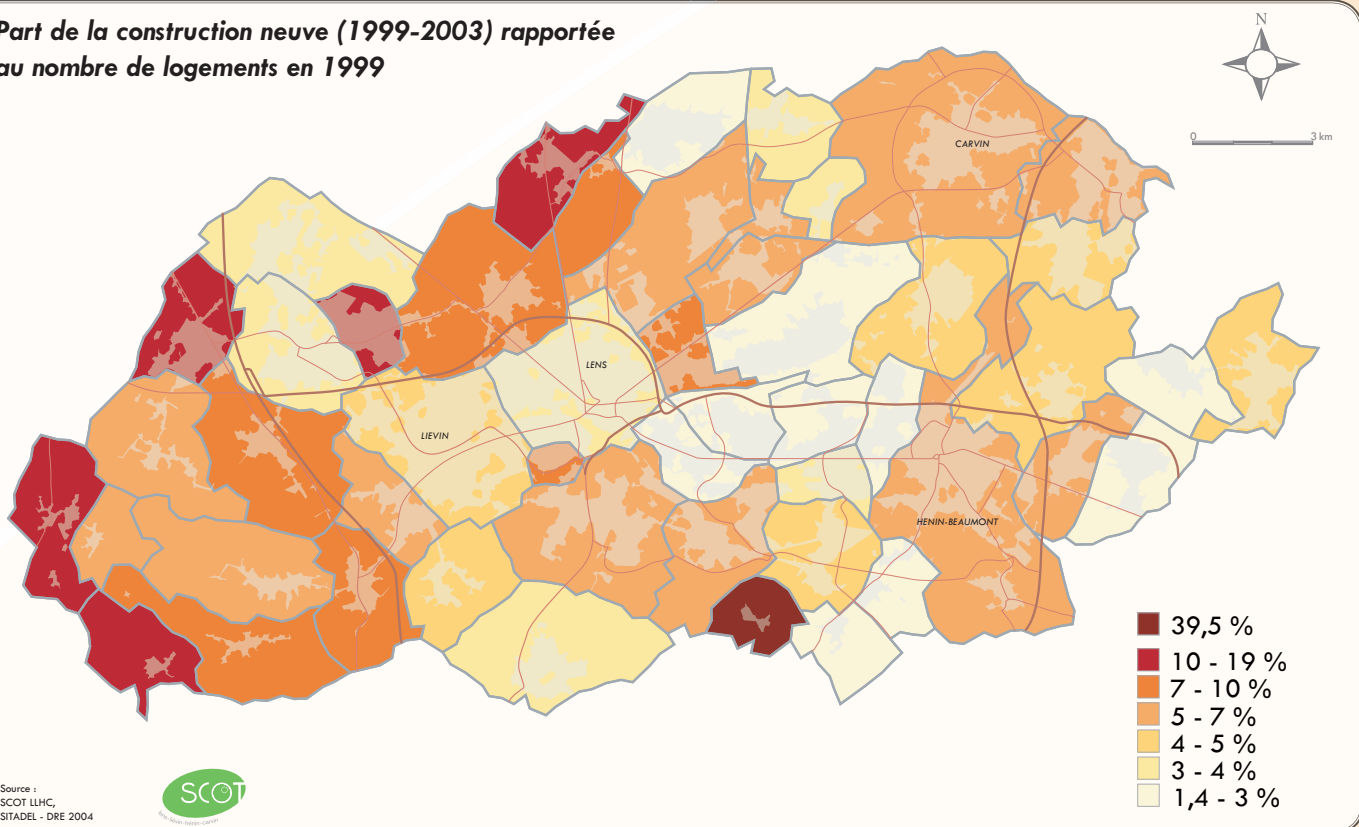 Part de la construction neuve (1999-2003) rapportée
au nombre de logements en 1999
N
0 3 km
CARVIN
LENS
LIEVIN
HENIN-BEAUMONT
39,5 %
10 - 19 %
7 - 10 %
5 - 7 %
4 - 5 %
3 - 4 %
1,4 - 3 %
Source :
SCOT LLHC,
SITADEL - DRE 2004
SCOT